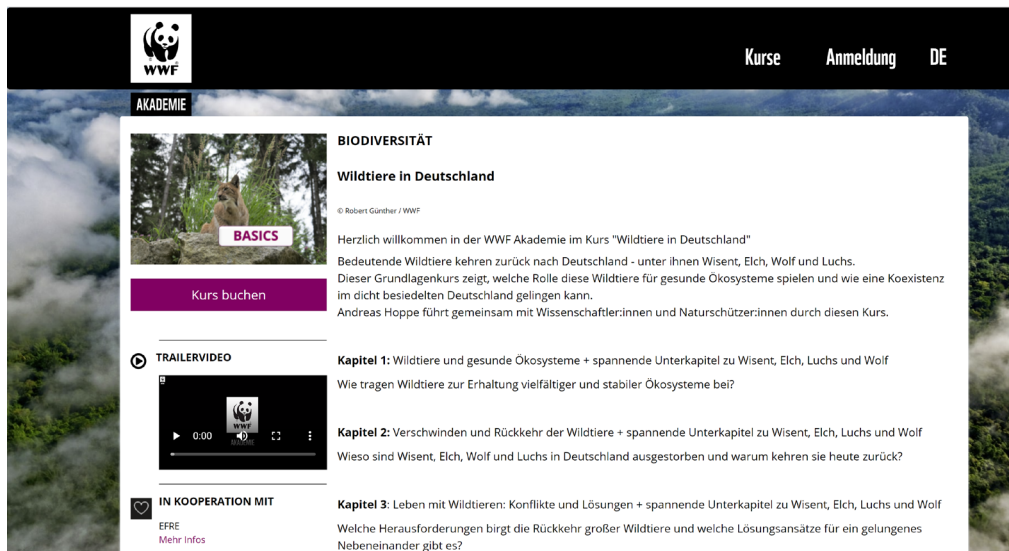 WWF
Kurse
Anmeldung
DE
AKADEMIE
BASICS
Kurs buchen
TRAILERVIDEO
WWF
AKADEMIE
0:00
IN KOOPERATION MIT
EFRE
Mehr Infos
BIODIVERSITÄT
Wildtiere in Deutschland
© Robert Günther / WWF
Herzlich willkommen in der WWF Akademie im Kurs "Wildtiere in Deutschland"
Bedeutende Wildtiere kehren zurück nach Deutschland - unter ihnen Wisent, Elch, Wolf und Luchs.
Dieser Grundlagenkurs zeigt, welche Rolle diese Wildtiere für gesunde Ökosysteme spielen und wie eine Koexistenz
im dicht besiedelten Deutschland gelingen kann.
Andreas Hoppe führt gemeinsam mit Wissenschaftler:innen und Naturschützer:innen durch diesen Kurs.
Kapitel 1: Wildtiere und gesunde Ökosysteme + spannende Unterkapitel zu Wisent, Elch, Luchs und Wolf
Wie tragen Wildtiere zur Erhaltung vielfältiger und stabiler Ökosysteme bei?
Kapitel 2: Verschwinden und Rückkehr der Wildtiere + spannende Unterkapitel zu Wisent, Elch, Luchs und Wolf
Wieso sind Wisent, Elch, Wolf und Luchs in Deutschland ausgestorben und warum kehren sie heute zurück?
Kapitel 3: Leben mit Wildtieren: Konflikte und Lösungen + spannende Unterkapitel zu Wisent, Elch, Luchs und Wolf
Welche Herausforderungen birgt die Rückkehr großer Wildtiere und welche Lösungsansätze für ein gelungenes
Nebeneinander gibt es?